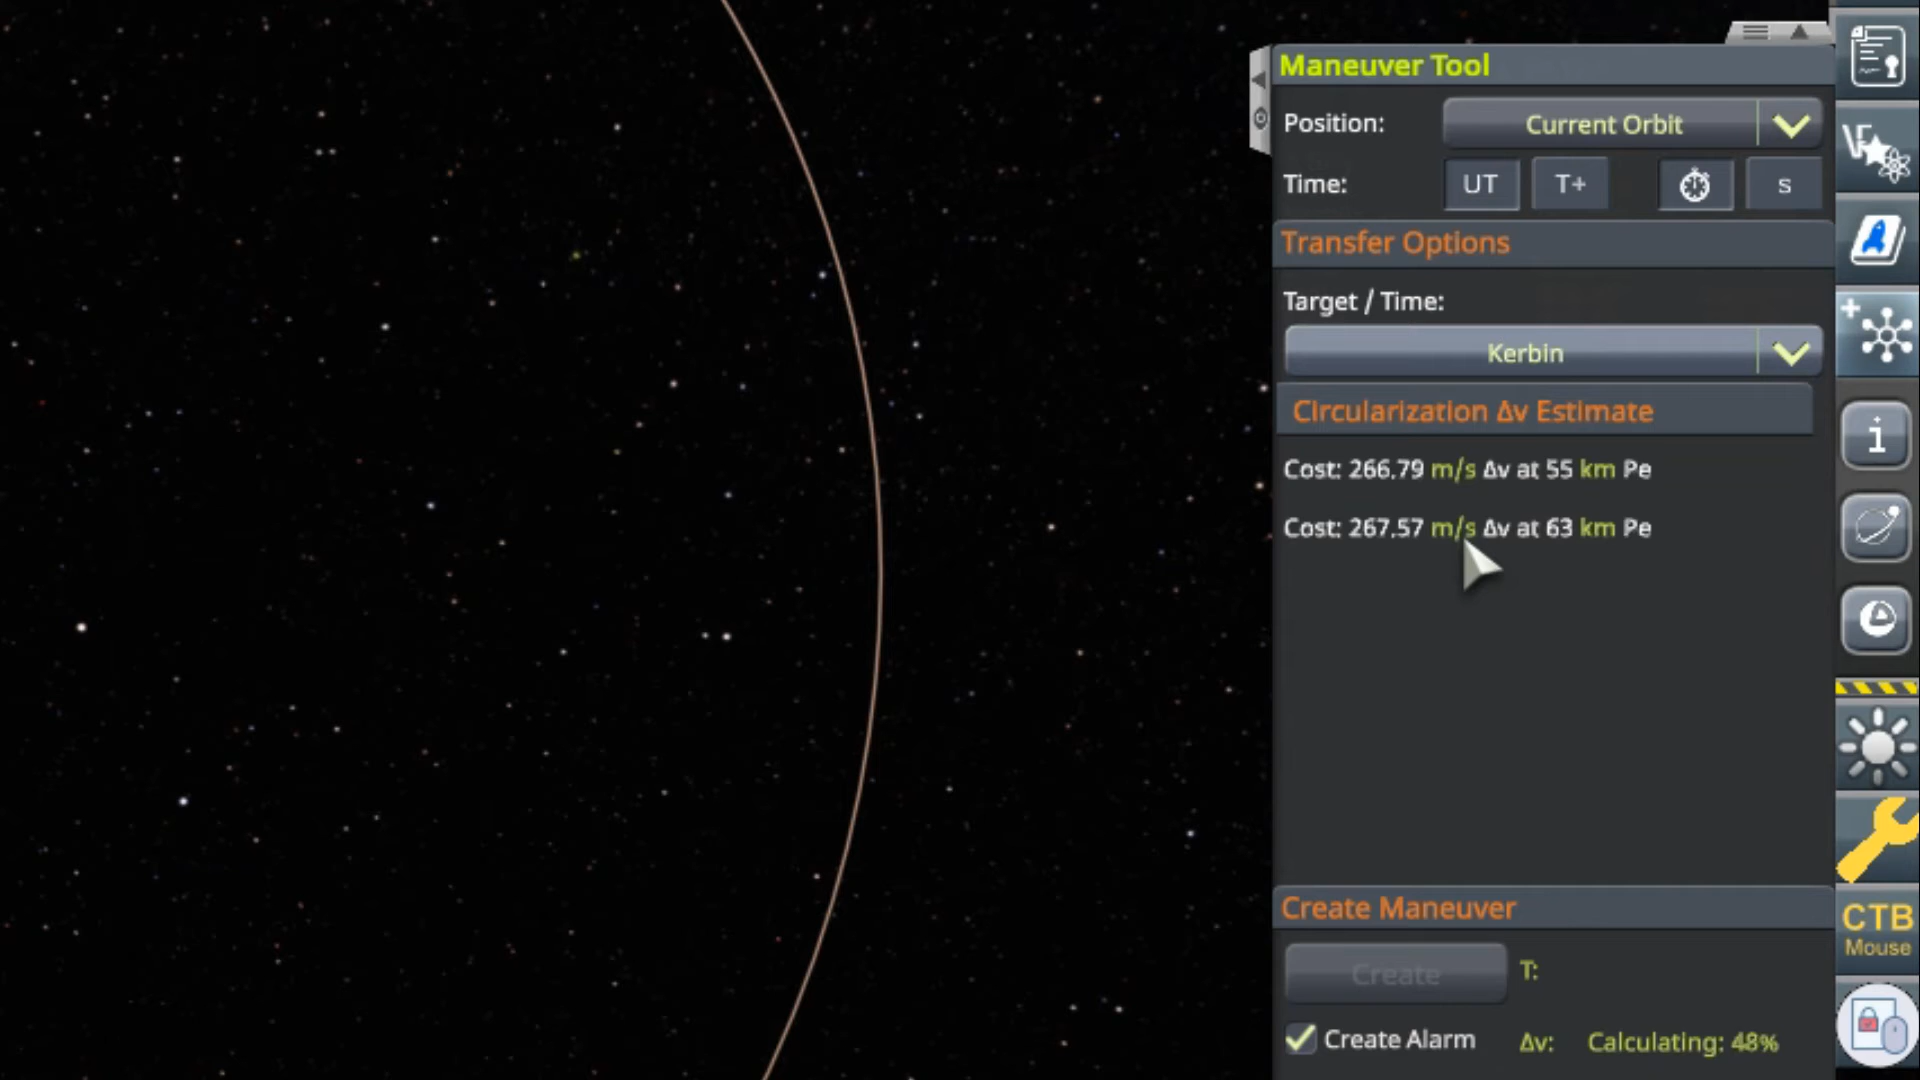 Maneuver Tool
Position:
Current Orbit
Time:
UT
T+
s
Transfer Options
Target / Time:
Kerbin
Circularization Δv Estimate
Cost: 266.79 m/s Δv at 55 km Pe
Cost: 267.57 m/s Δv at 63 km Pe
Create Maneuver
Create
T:
Create Alarm
Δv:
Calculating: 48%
VF
i
CTB
Mouse